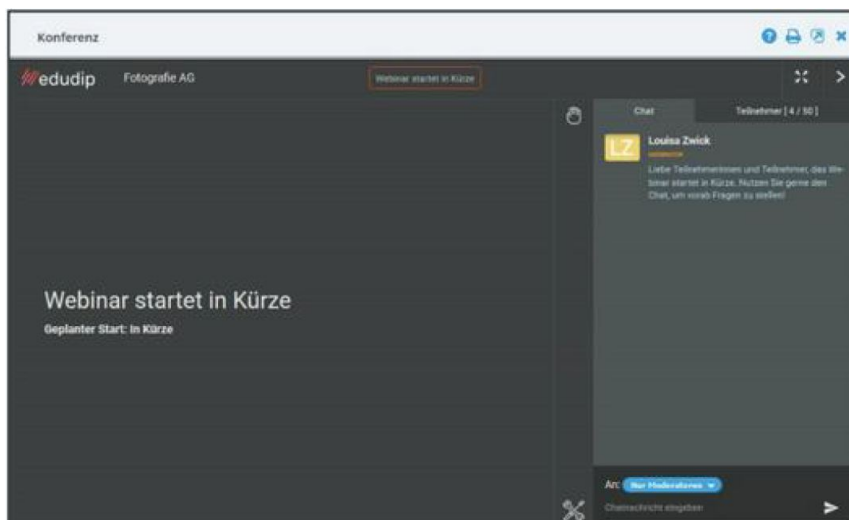 Konferenz
edudip
Fotografie AG
Webinar startet in Kürze
Chat
Teilnehmer [ 4 / 50 ]
LZ
Louisa Zwick
Liebe Teilnehmerinnen und Teilnehmer, das We-
binar startet in Kürze. Nutzen Sie gerne den
Chat, um vorab Fragen zu stellen!
Webinar startet in Kürze
Geplanter Start: In Kürze
An: Nur Moderatoren
Chatnachricht eingeben